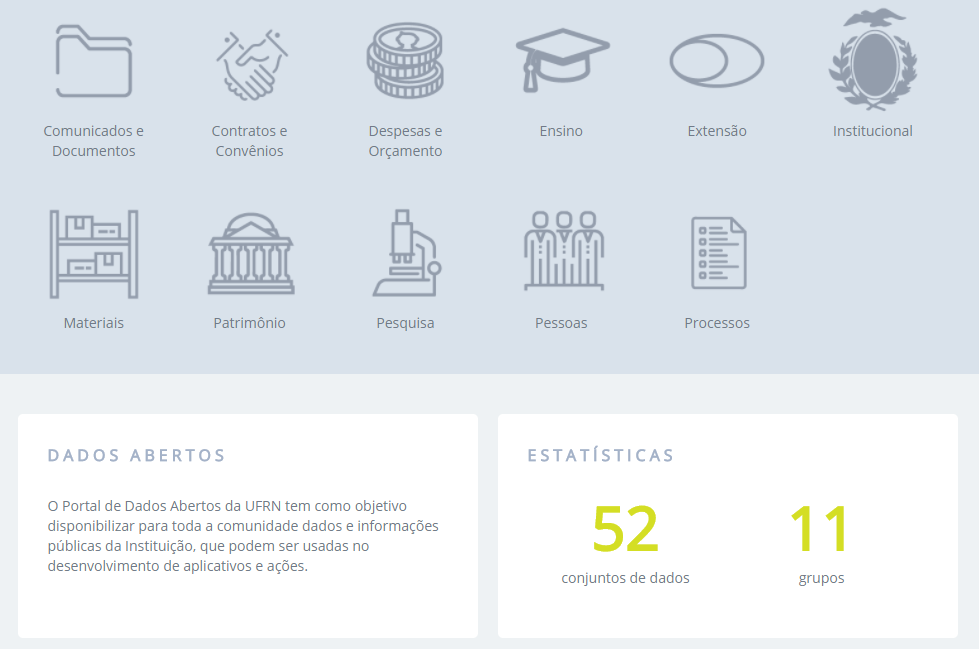 Comunicados e
Documentos
Contratos e
Convênios
Despesas e
Orçamento
Ensino
Extensão
Institucional
Materiais
Patrimônio
Pesquisa
Pessoas
Processos
DADOS ABERTOS
O Portal de Dados Abertos da UFRN tem como objetivo
disponibilizar para toda a comunidade dados e informações
públicas da Instituição, que podem ser usadas no
desenvolvimento de aplicativos e ações.
ESTATÍSTICAS
52
conjuntos de dados
11
grupos